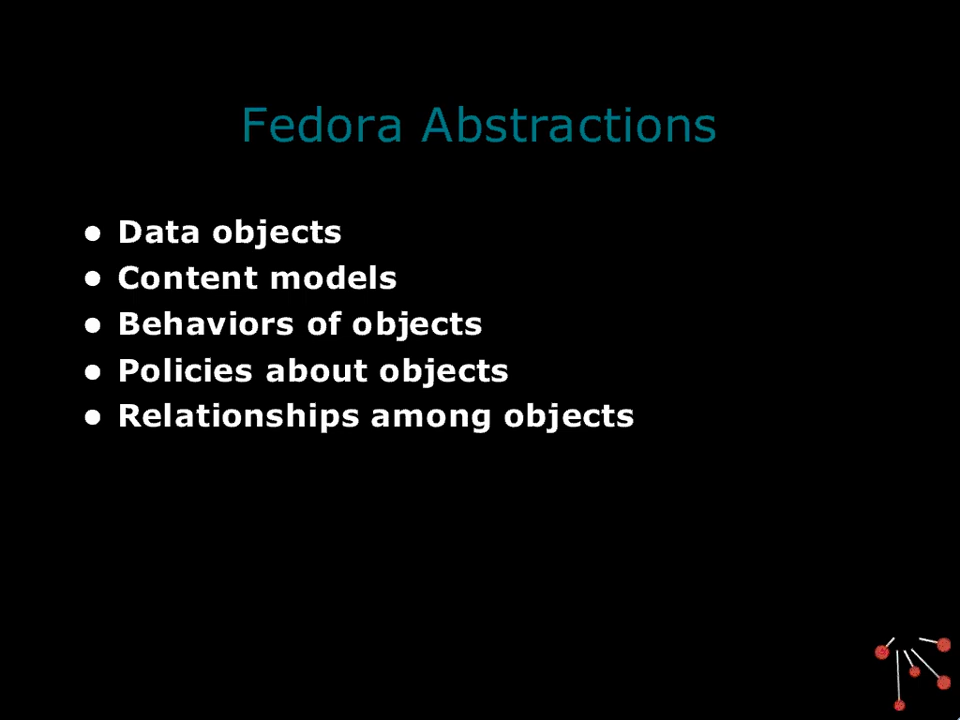 Fedora Abstractions
• Data objects
• Content models
• Behaviors of objects
• Policies about objects
• Relationships among objects